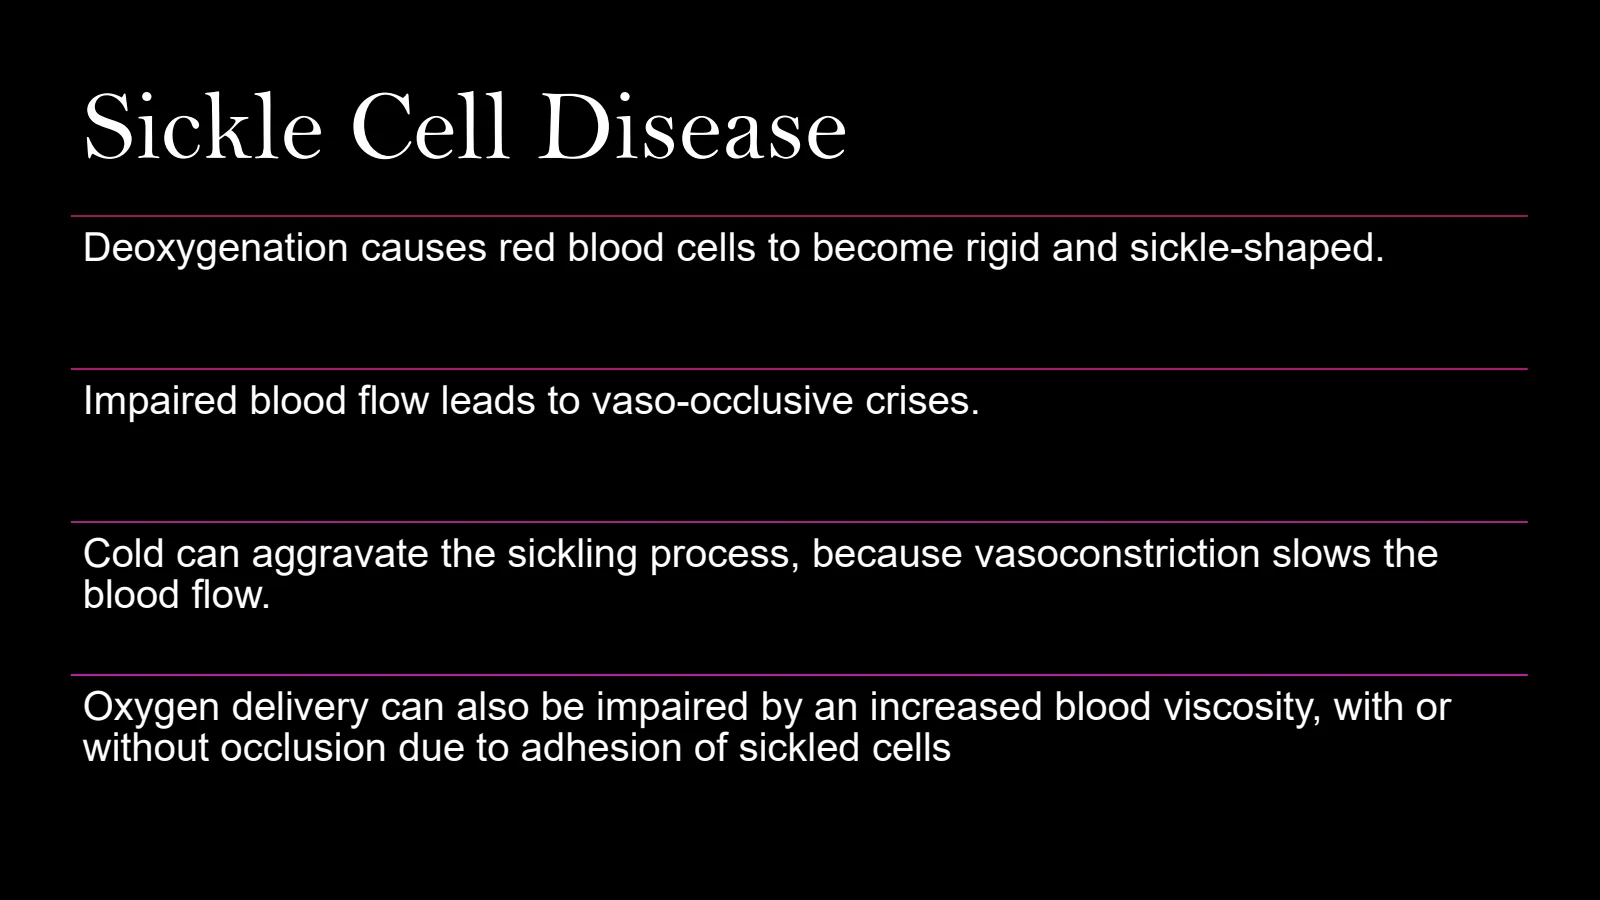 Sickle Cell Disease
Deoxygenation causes red blood cells to become rigid and sickle-shaped.
Impaired blood flow leads to vaso-occlusive crises.
Cold can aggravate the sickling process, because vasoconstriction slows the
blood flow.
Oxygen delivery can also be impaired by an increased blood viscosity, with or
without occlusion due to adhesion of sickled cells